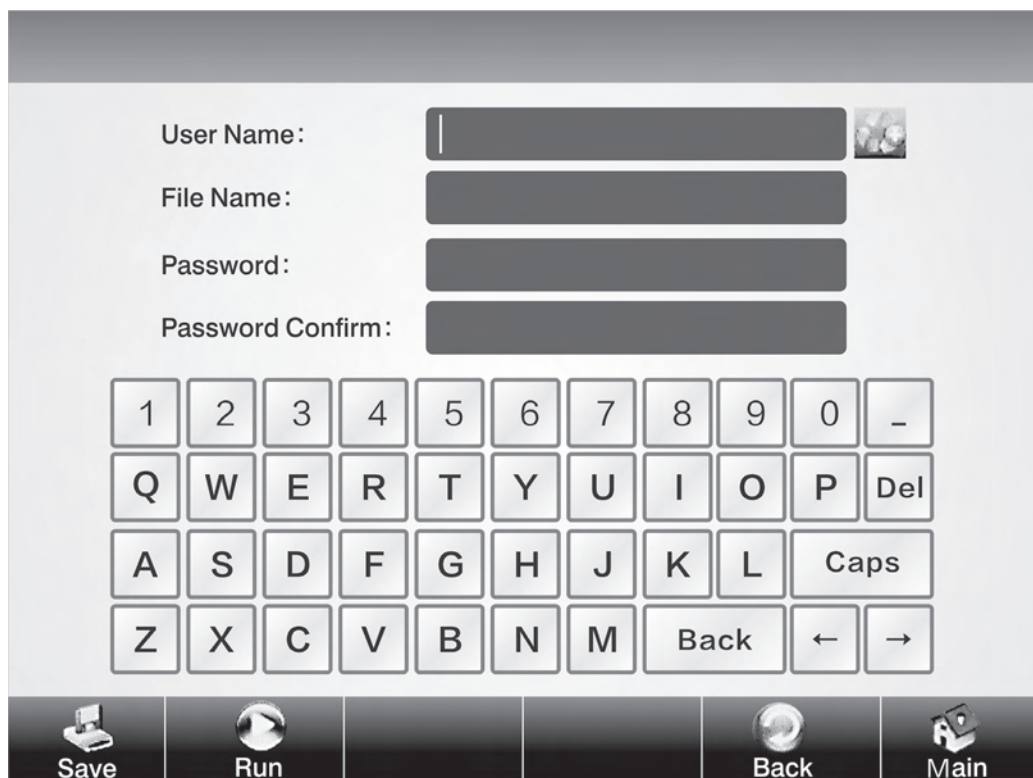 User Name:
File Name:
Password:
Password Confirm:
1 2 3 4 5 6 7 8 9 0 _
Q W E R T Y U I O P Del
A S D F G H J K L Caps
Z X C V B N M Back ← →
Save Run Back Main